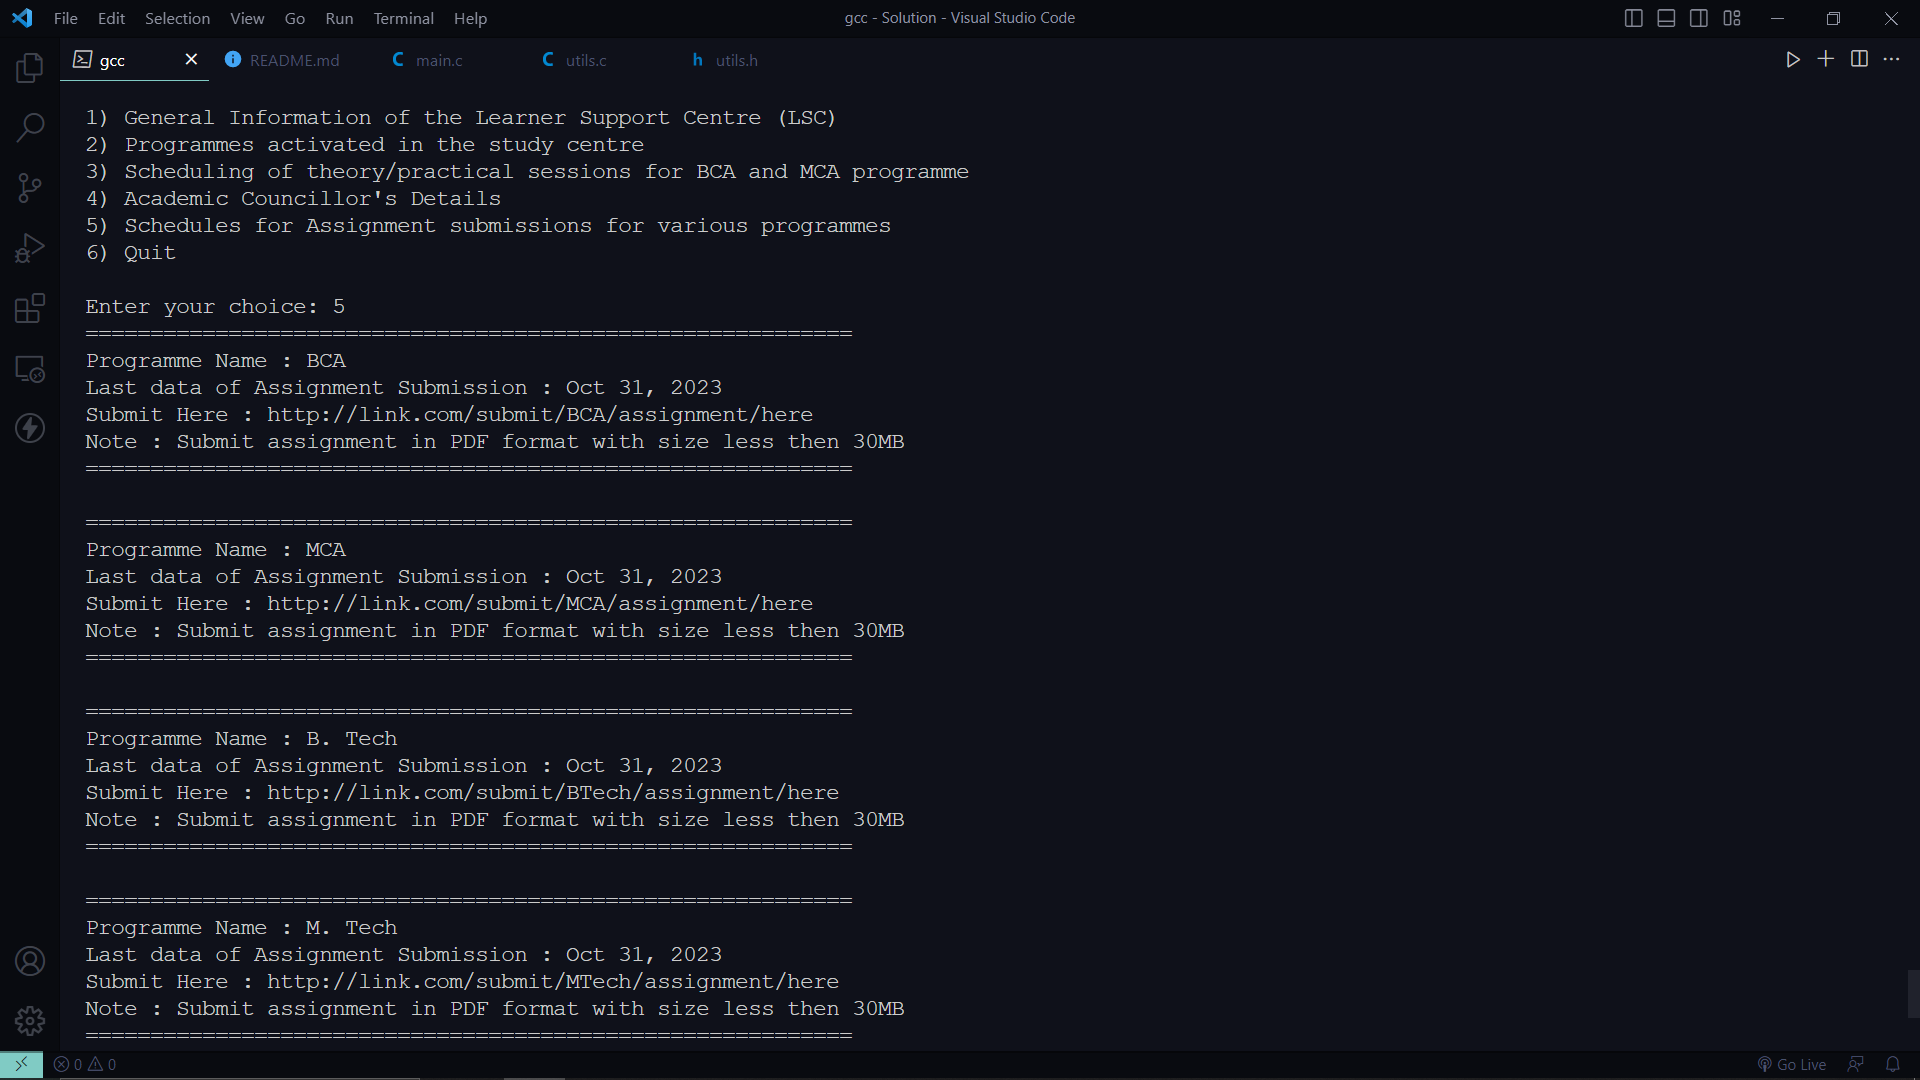 File Edit Selection View Go Run Terminal Help
gcc - Solution - Visual Studio Code
gcc
README.md
main.c
utils.c
utils.h
1) General Information of the Learner Support Centre (LSC)
2) Programmes activated in the study centre
3) Scheduling of theory/practical sessions for BCA and MCA programme
4) Academic Councillor's Details
5) Schedules for Assignment submissions for various programmes
6) Quit
Enter your choice: 5
===========================================================
Programme Name : BCA
Last data of Assignment Submission : Oct 31, 2023
Submit Here : http://link.com/submit/BCA/assignment/here
Note : Submit assignment in PDF format with size less then 30MB
===========================================================
===========================================================
Programme Name : MCA
Last data of Assignment Submission : Oct 31, 2023
Submit Here : http://link.com/submit/MCA/assignment/here
Note : Submit assignment in PDF format with size less then 30MB
===========================================================
===========================================================
Programme Name : B. Tech
Last data of Assignment Submission : Oct 31, 2023
Submit Here : http://link.com/submit/BTech/assignment/here
Note : Submit assignment in PDF format with size less then 30MB
===========================================================
===========================================================
Programme Name : M. Tech
Last data of Assignment Submission : Oct 31, 2023
Submit Here : http://link.com/submit/MTech/assignment/here
Note : Submit assignment in PDF format with size less then 30MB
===========================================================
0 0
Go Live